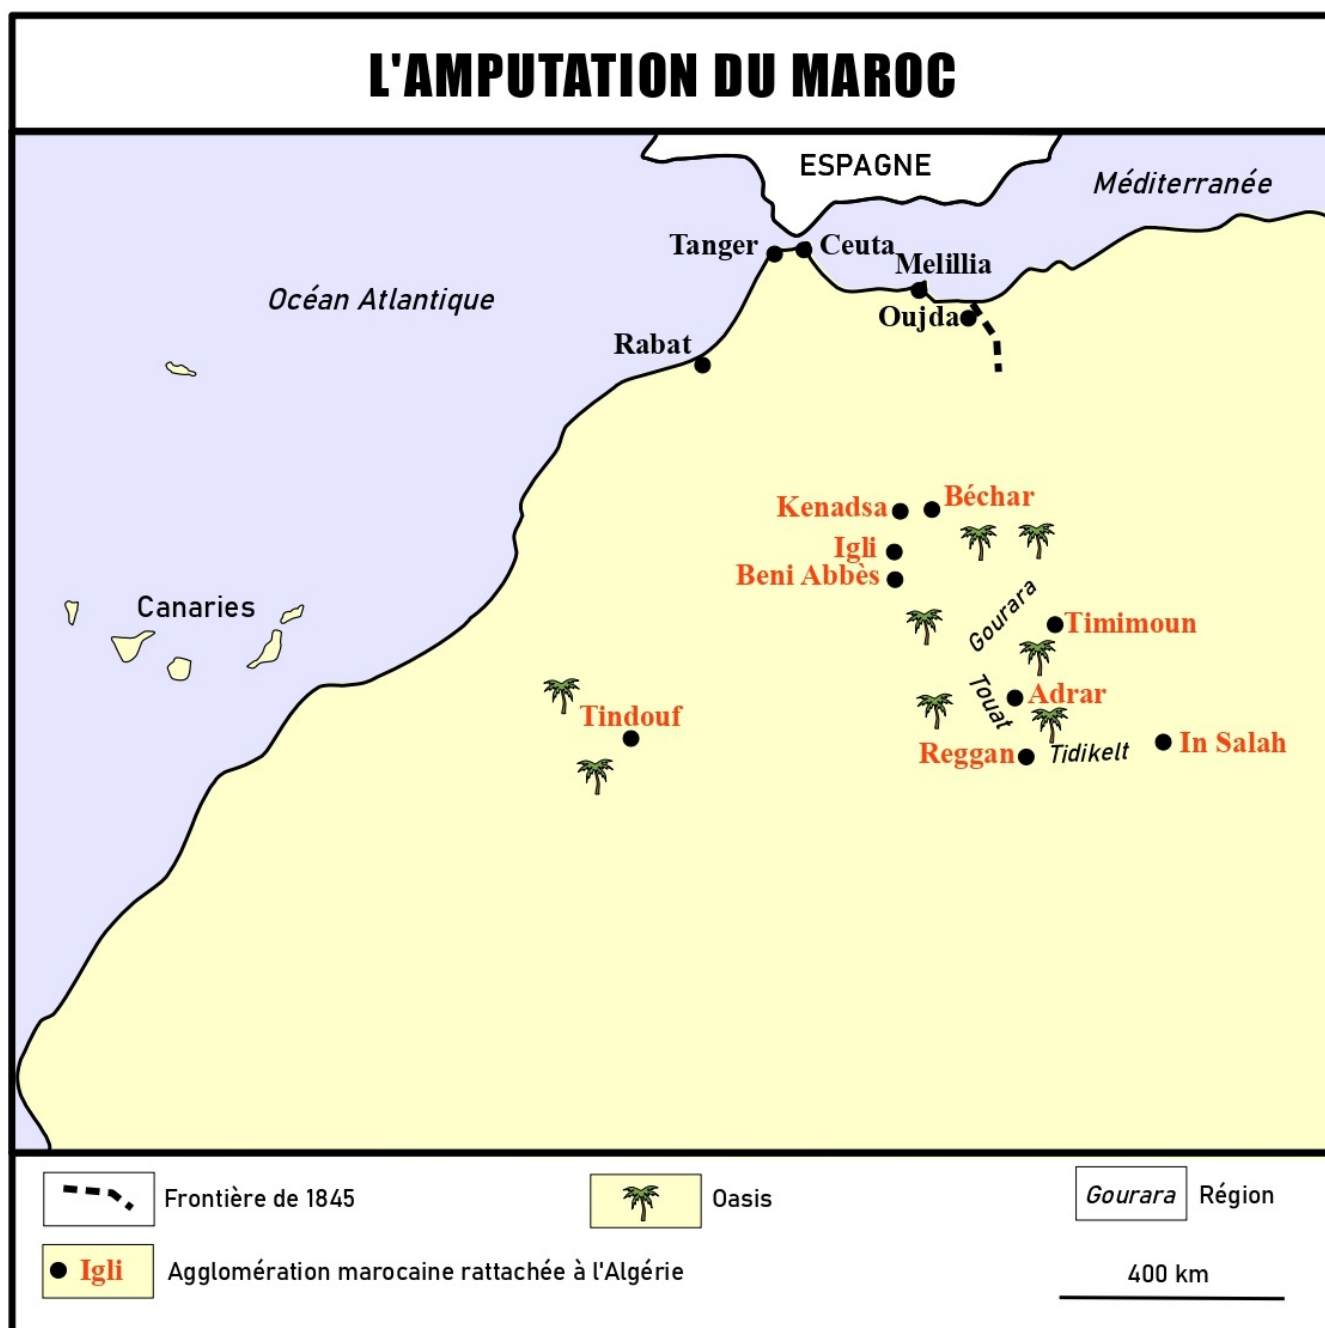 L'AMPUTATION DU MAROC
ESPAGNE
Méditerranée
Tanger
Ceuta
Melillia
Océan Atlantique
Oujda
Rabat
Béchar
Kenadsa
Igli
Beni Abbès
Gourara
Canaries
Timimoun
Touat
Adrar
Tindouf
In Salah
Reggan
Tidikelt
Frontière de 1845
Oasis
Gourara
Région
Igli
Agglomération marocaine rattachée à l'Algérie
400 km